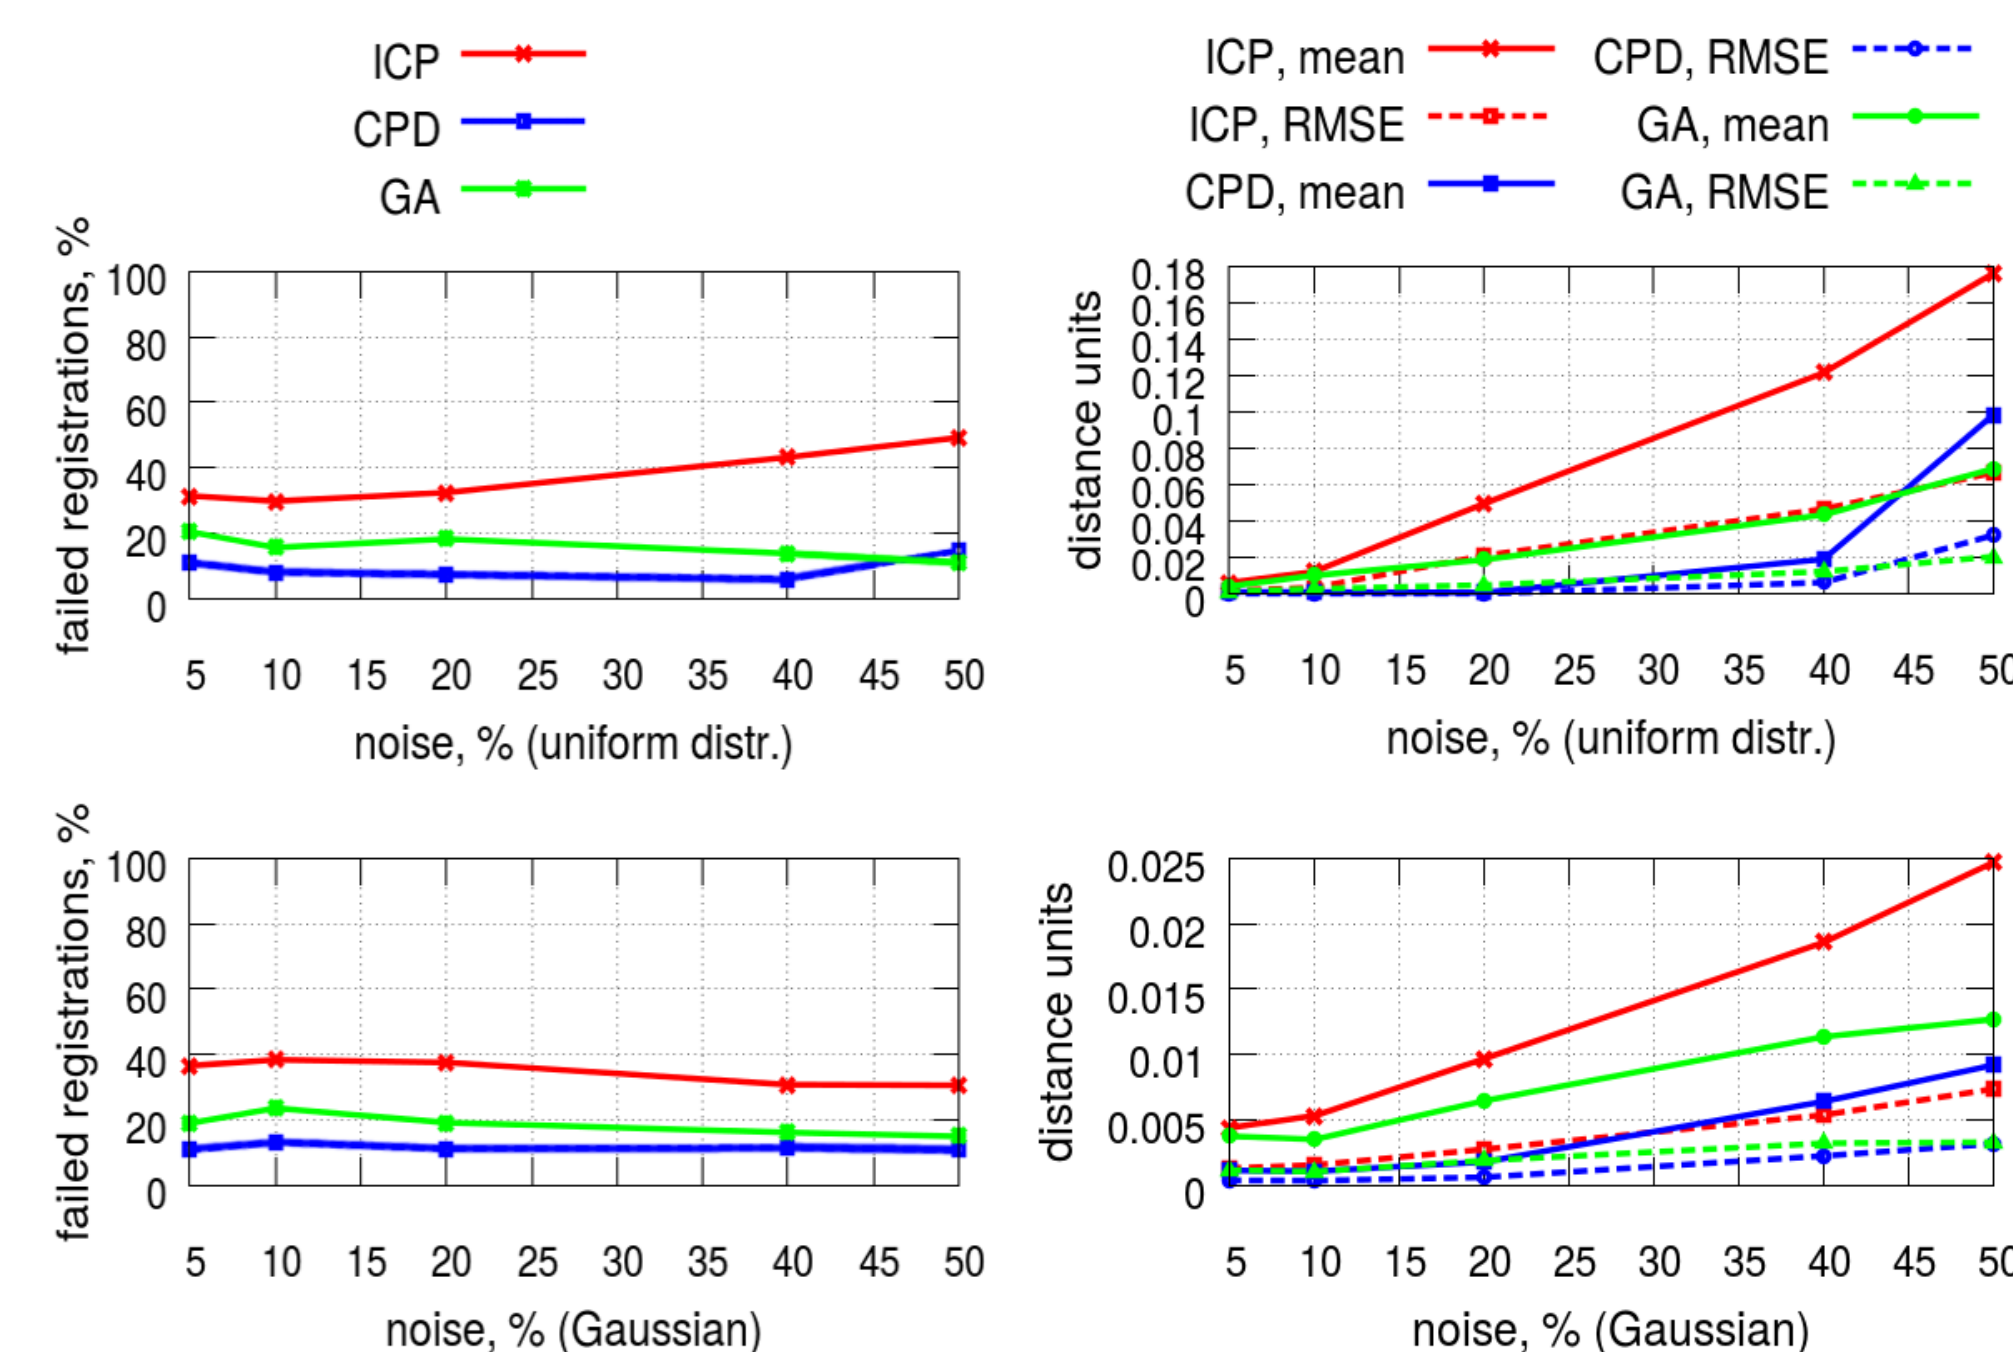 ICP
CPD
GA
ICP, mean
ICP, RMSE
CPD, mean
CPD, RMSE
GA, mean
GA, RMSE
failed registrations, %
100
80
60
40
20
0
5 10 15 20 25 30 35 40 45 50
noise, % (uniform distr.)
distance units
0.18
0.16
0.14
0.12
0.1
0.08
0.06
0.04
0.02
0
5 10 15 20 25 30 35 40 45 50
noise, % (uniform distr.)
failed registrations, %
100
80
60
40
20
0
5 10 15 20 25 30 35 40 45 50
noise, % (Gaussian)
distance units
0.025
0.02
0.015
0.01
0.005
0
5 10 15 20 25 30 35 40 45 50
noise, % (Gaussian)